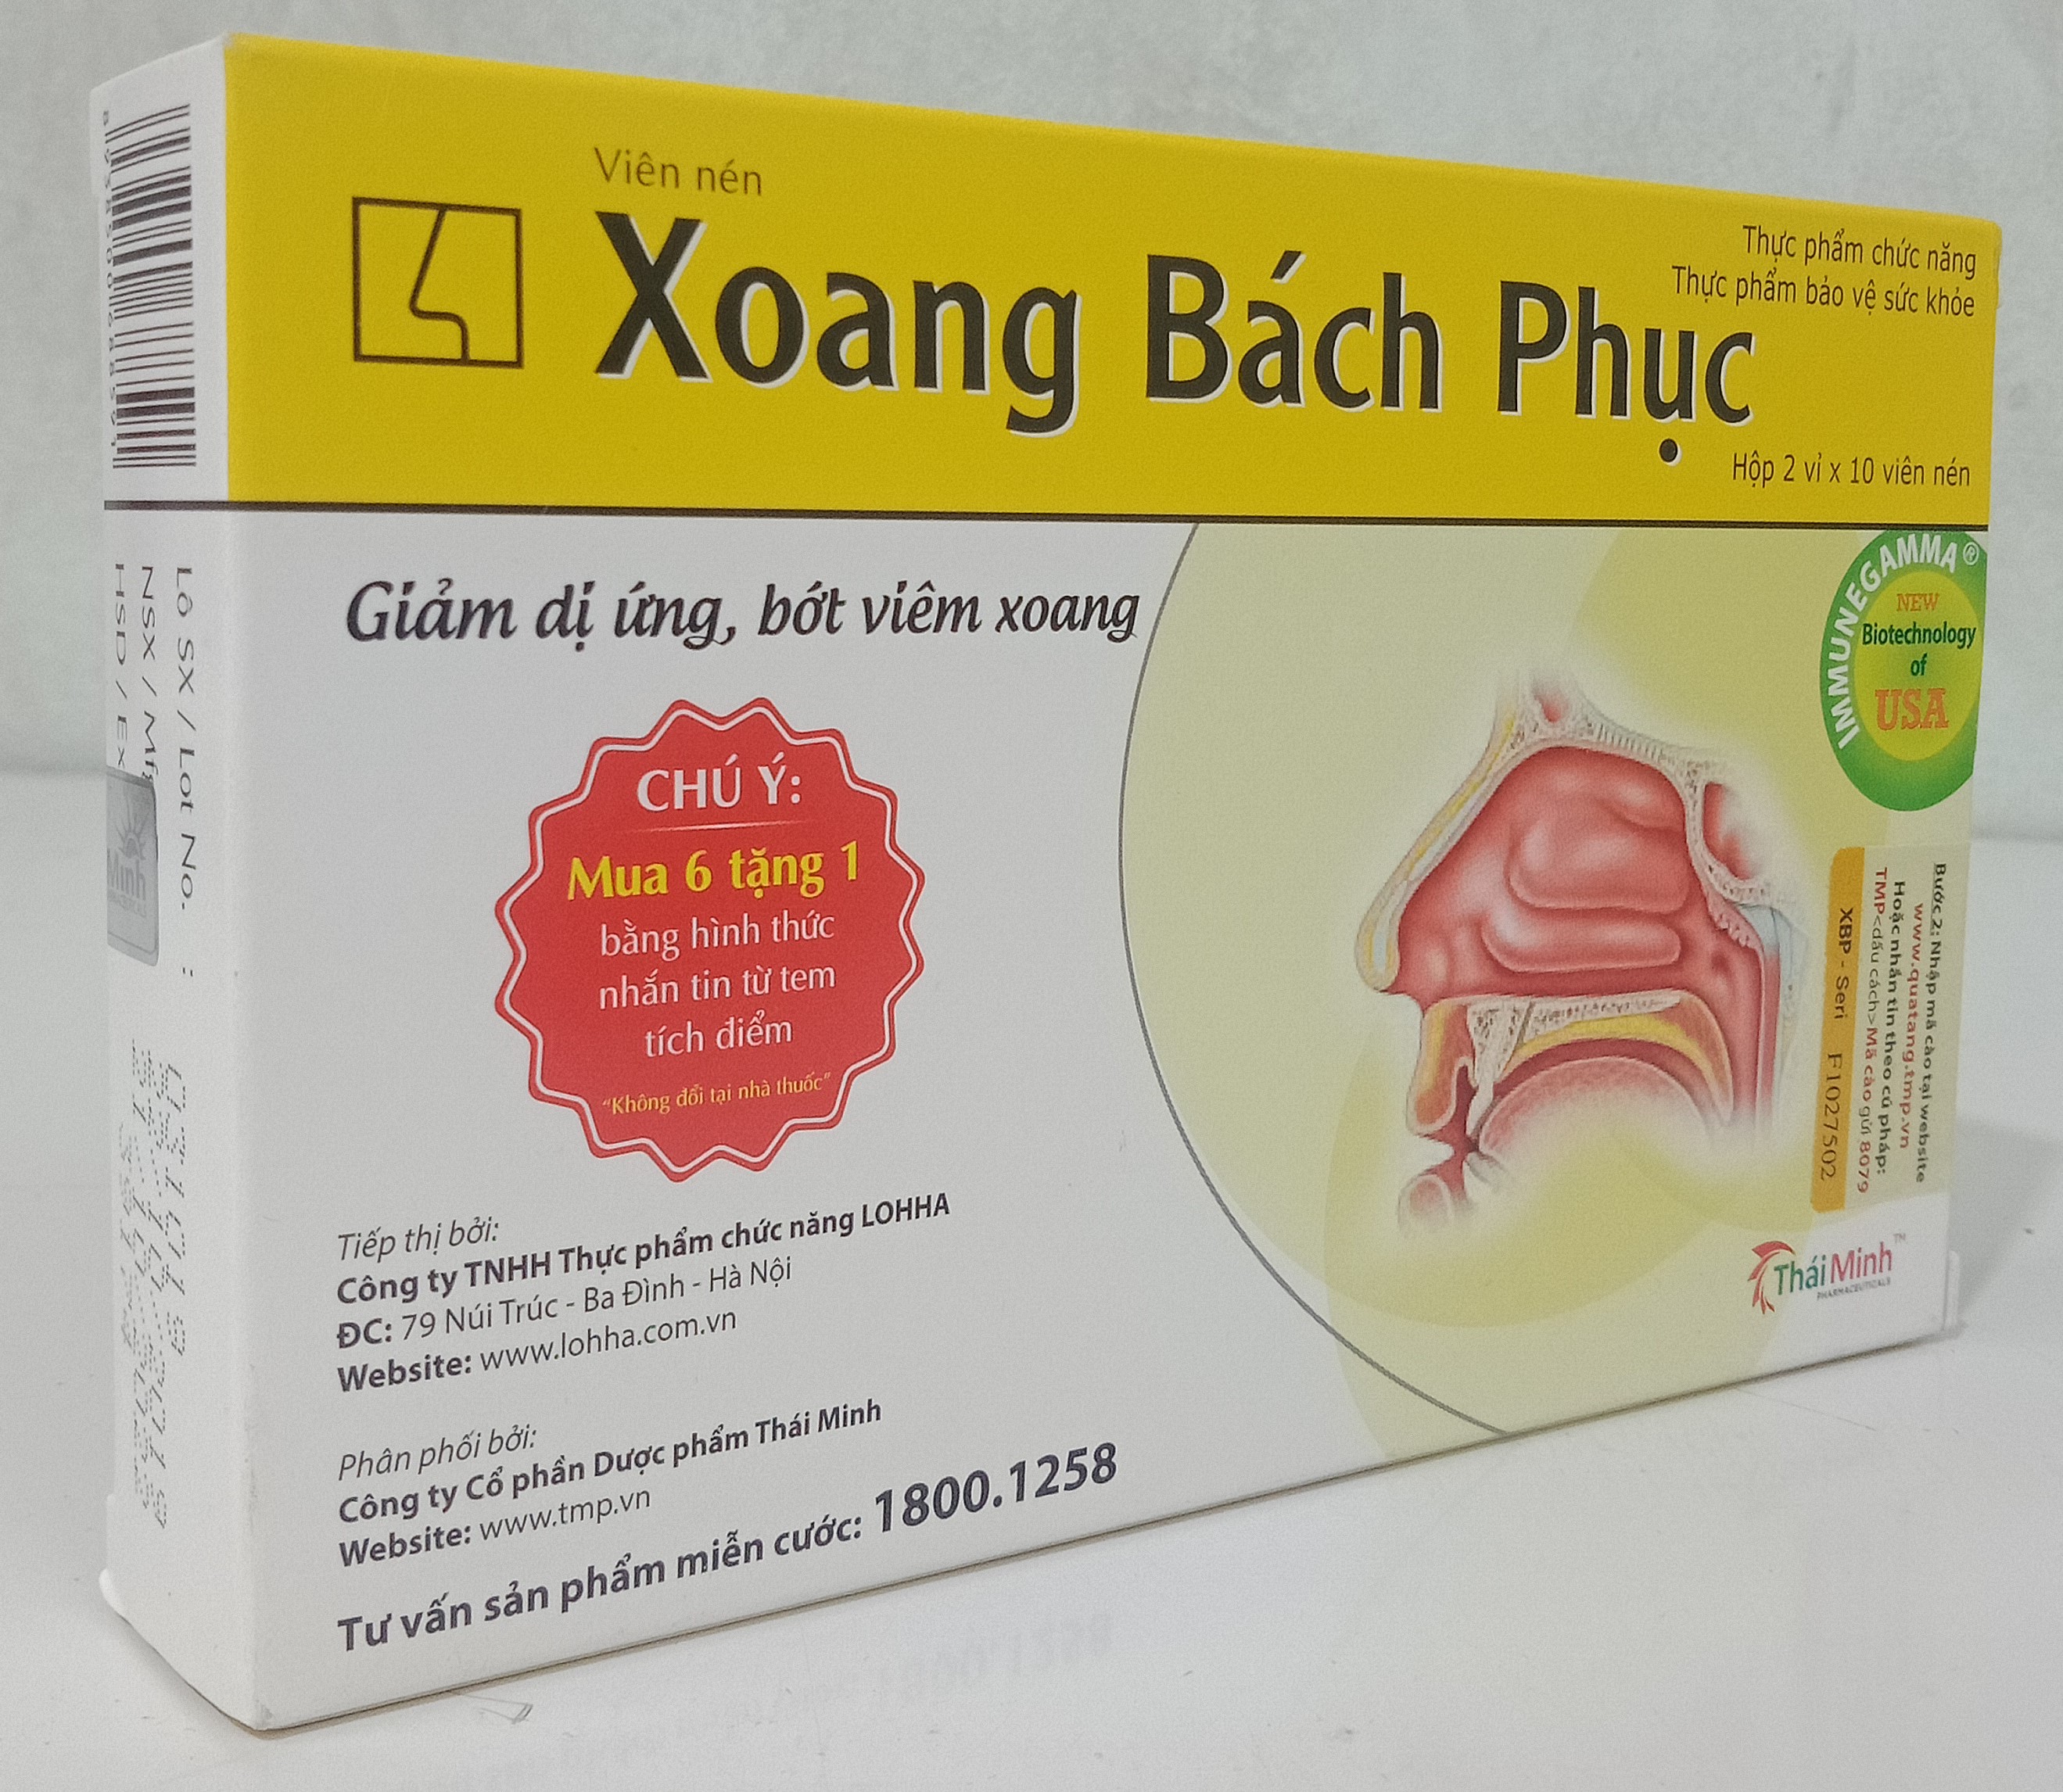 Viên nén
Xoang Bách Phục
Thực phẩm chức năng
Thực phẩm bảo vệ sức khỏe
Hộp 2 vỉ x 10 viên nén
Giảm dị ứng, bớt viêm xoang
IMMUNEGAMMA®
NEW
Biotechnology
of
USA
CHÚ Ý:
Mua 6 tặng 1
bằng hình thức
nhắn tin từ tem
tích điểm
“Không đổi tại nhà thuốc”
Bước 2: Nhập mã cào tại website
www.quatang.tmp.vn
Hoặc nhắn tin theo cú pháp:
TMP<dấu cách>Mã cào gửi 8079
XBP - Seri F1027502
Thái Minh™
PHARMACEUTICALS
Tiếp thị bởi:
Công ty TNHH Thực phẩm chức năng LOHHA
ĐC: 79 Núi Trúc - Ba Đình - Hà Nội
Website: www.lohha.com.vn
Phân phối bởi:
Công ty Cổ phần Dược phẩm Thái Minh
Website: www.tmp.vn
Tư vấn sản phẩm miễn cước: 1800.1258
Lô SX / Lot No. :
NSX / Mfg
HSD / Ex
Minh